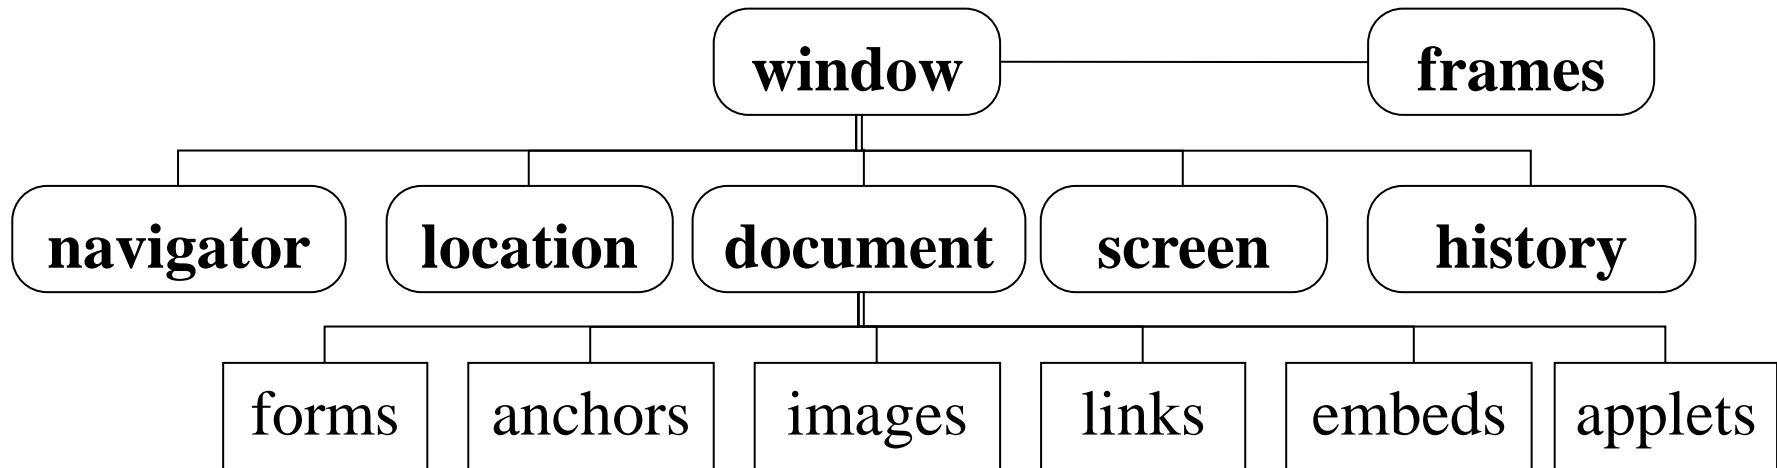 window frames
navigator location document screen history
forms anchors images links embeds applets